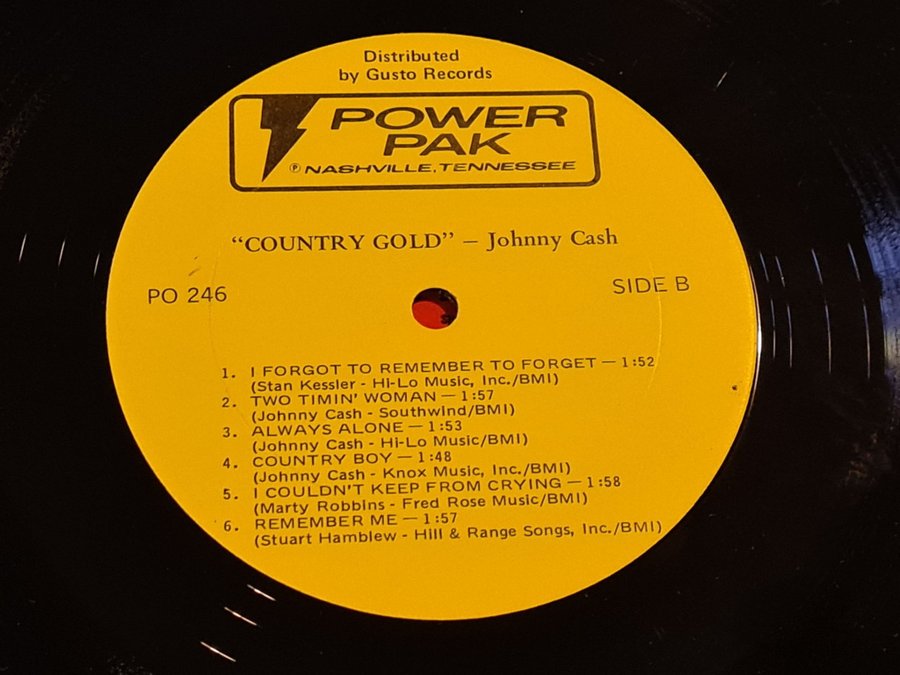 Distributed
by Gusto Records
POWER
PAK
Ⓟ NASHVILLE, TENNESSEE
“COUNTRY GOLD” – Johnny Cash
PO 246
SIDE B
1. I FORGOT TO REMEMBER TO FORGET – 1:52
(Stan Kessler - Hi-Lo Music, Inc./BMI)
2. TWO TIMIN' WOMAN – 1:57
(Johnny Cash - Southwind/BMI)
3. ALWAYS ALONE – 1:53
(Johnny Cash - Hi-Lo Music/BMI)
4. COUNTRY BOY – 1:48
(Johnny Cash - Knox Music, Inc./BMI)
5. I COULDN'T KEEP FROM CRYING – 1:58
(Marty Robbins - Fred Rose Music/BMI)
6. REMEMBER ME – 1:57
(Stuart Hamblew - Hill & Range Songs, Inc./BMI)